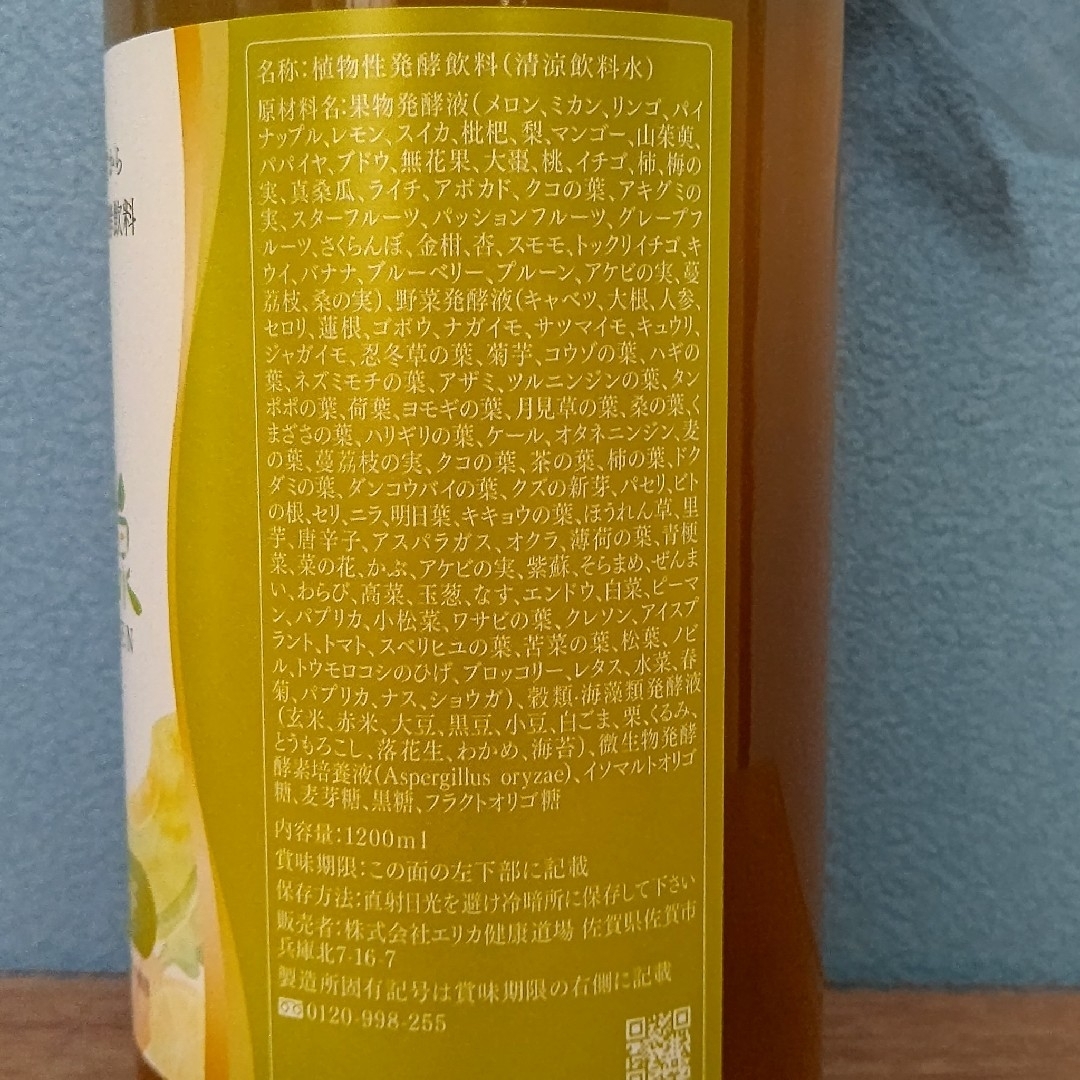 名称:植物性発酵飲料(清涼飲料水)
原材料名:果物発酵液(メロン、ミカン、リンゴ、パイ
ナップル、レモン、スイカ、枇杷、梨、マンゴー、山茱萸、
パパイヤ、ブドウ、無花果、大棗、桃、イチゴ、柿、梅の
実、真桑瓜、ライチ、アボカド、クコの葉、アキグミの
実、スターフルーツ、パッションフルーツ、グレープフ
ルーツ、さくらんぼ、金柑、杏、スモモ、トックリイチゴ、キ
ウイ、バナナ、ブルーベリー、プルーン、アケビの実、蔓
茘枝、桑の実)、野菜発酵液(キャベツ、大根、人参、
セロリ、蓮根、ゴボウ、ナガイモ、サツマイモ、キュウリ、
ジャガイモ、忍冬草の葉、菊芋、コウゾの葉、ハギの
葉、ネズミモチの葉、アザミ、ツルニンジンの葉、タン
ポポの葉、荷葉、ヨモギの葉、月見草の葉、桑の葉、く
まざさの葉、ハリギリの葉、ケール、オタネニンジン、麦
の葉、蔓茘枝の実、タコの葉、茶の葉、柿の葉、ドク
ダミの葉、ダンコウバイの葉、クズの新芽、パセリ、ビト
の根、セリ、ニラ、明日葉、キキョウの葉、ほうれん草、里
芋、唐辛子、アスパラガス、オクラ、薄荷の葉、青梗
菜、菜の花、かぶ、アケビの実、紫蘇、そらまめ、ぜんま
い、わらび、高菜、玉葱、なす、エンドウ、白菜、ピーマ
ン、パプリカ、小松菜、ワサビの葉、クレソン、アイスプ
ラント、トマト、スベリヒユの葉、苦菜の葉、松葉、ノビ
ル、トウモロコシのひげ、ブロッコリー、レタス、水菜、春
菊、パプリカ、ナス、ショウガ)、穀類・海藻類発酵液
(玄米、赤米、大豆、黒豆、小豆、白ごま、栗、くるみ、
とうもろこし、落花生、わかめ、海苔)、微生物発酵
酵素培養液(Aspergillus oryzae)、イソマルトオリゴ
糖、麦芽糖、黒糖、フラクトオリゴ糖
内容量:1200ml
賞味期限:この面の左下部に記載
保存方法:直射日光を避け冷暗所に保存して下さい
販売者:株式会社エリカ健康道場 佐賀県佐賀市
兵庫北7-16-7
製造所固有記号は賞味期限の右側に記載
0120-998-255
から
飲料